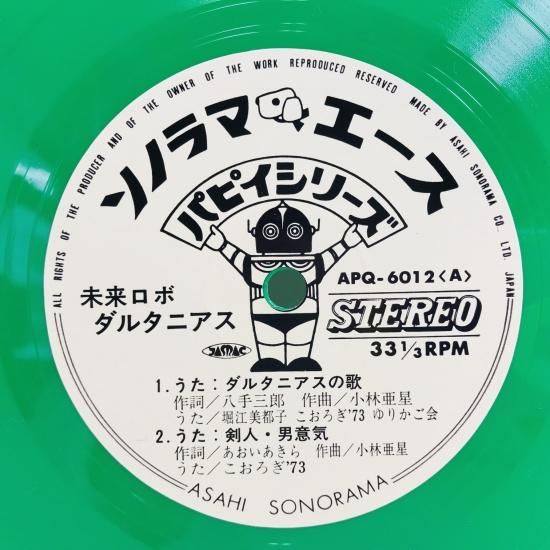 ALL RIGHTS OF THE PRODUCER AND OF THE OWNER OF THE WORK REPRODUCED RESERVED MADE BY ASAHI SONORAMA CO., LTD. JAPAN
ソノラマエース
パピイシリーズ
未来ロボ
ダルタニアス
APQ-6012<A>
STEREO
33 1/3 RPM
JASRAC
1.うた：ダルタニアスの歌
作詞／八手三郎 作曲／小林亜星
うた／堀江美都子 こおろぎ'73 ゆりかご会
2.うた：剣人・男意気
作詞／あおいあきら 作曲／小林亜星
うた／こおろぎ'73
ASAHI SONORAMA